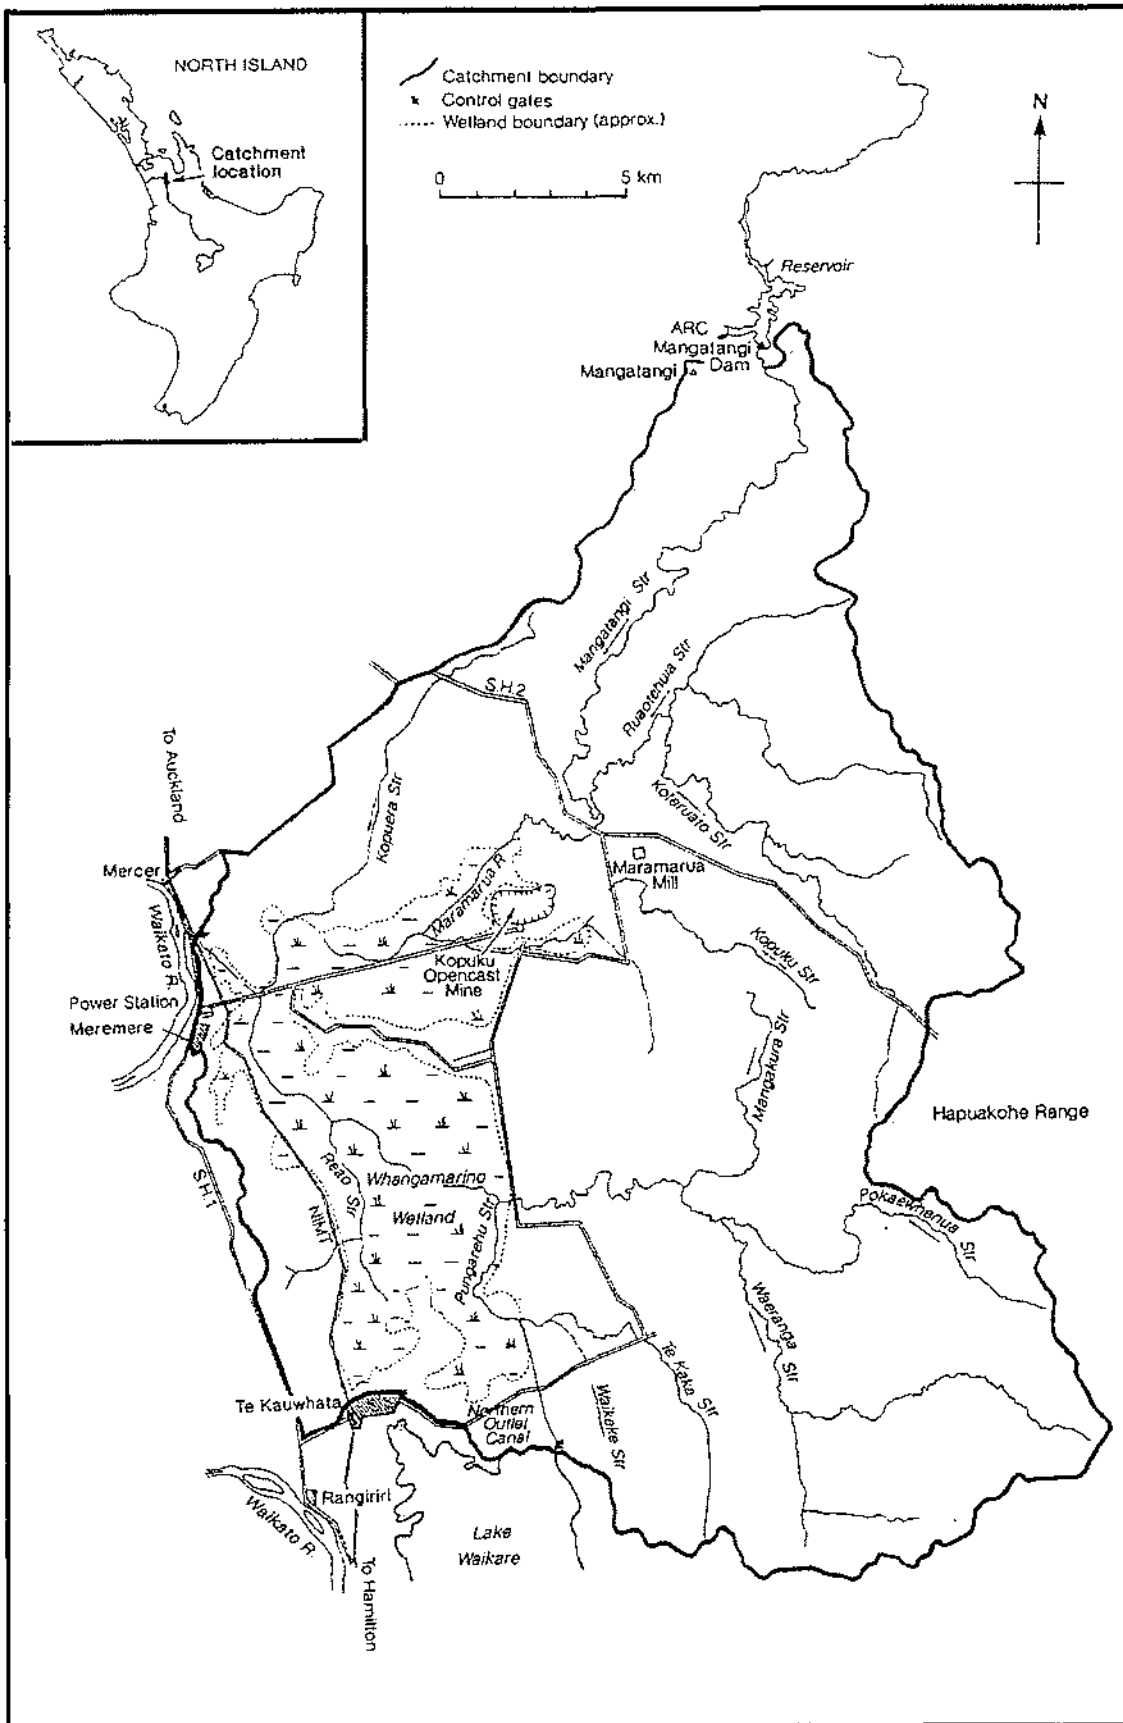 NORTH ISLAND
Catchment
location
Catchment boundary
Control gates
Wetland boundary (approx.)
0
5 km
N
Reservoir
ARC
Mangatangi
Dam
Mangatangi
Mangatangi Str
Ruaotehuia Str
S.H.2
To Auckland
Kopuera Str
Koteruato Str
Mercer
Maramarua R.
Maramarua
Mill
Waikato R.
Kopuku
Opencast
Mine
Kopuku Str
Power Station
Meremere
Mangakura Str
Hapuakohe Range
S.H.1
Reao Str
Whangamarino
Wetland
NIMT
Pungarehu Str
Pokaewhenua Str
Waeranga Str
Te Kaka Str
Te Kauwhata
Northern
Outlet
Canal
Waikeke Str
Rangiriri
Waikato R.
Lake
Waikare
To Hamilton